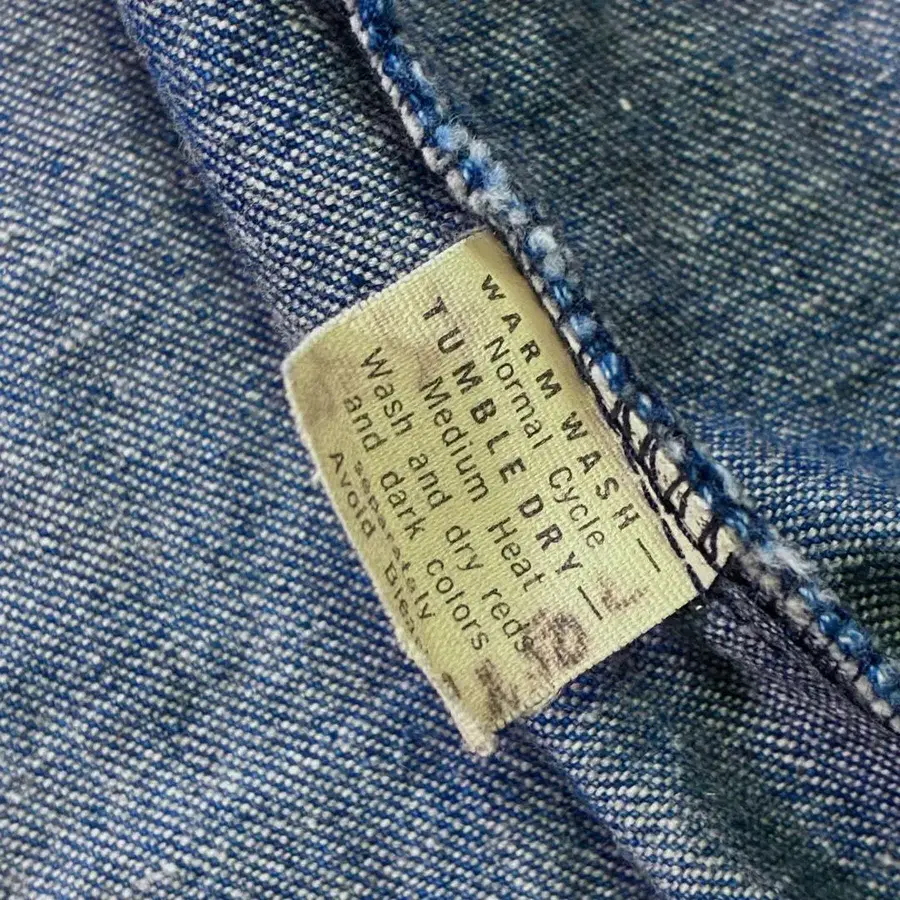 WARM WASH —
Normal Cycle
TUMBLE DRY —
Medium Heat
Wash and dry reds
and dark colors
separately
Avoid